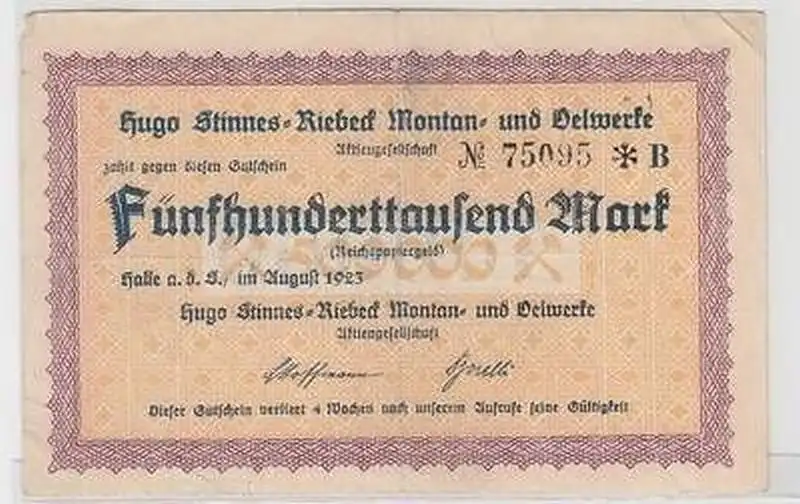 Hugo Stinnes-Riebeck Montan- und Oelwerke
Aktiengesellschaft № 75095 * B
zahlt gegen diesen Gutschein
Fünfhunderttausend Mark
(Reichspapiergeld)
500000
Halle a. d. S., im August 1923
Hugo Stinnes-Riebeck Montan- und Oelwerke
Aktiengesellschaft
Dieser Gutschein verliert 4 Wochen nach unserem Aufrufe seine Gültigkeit